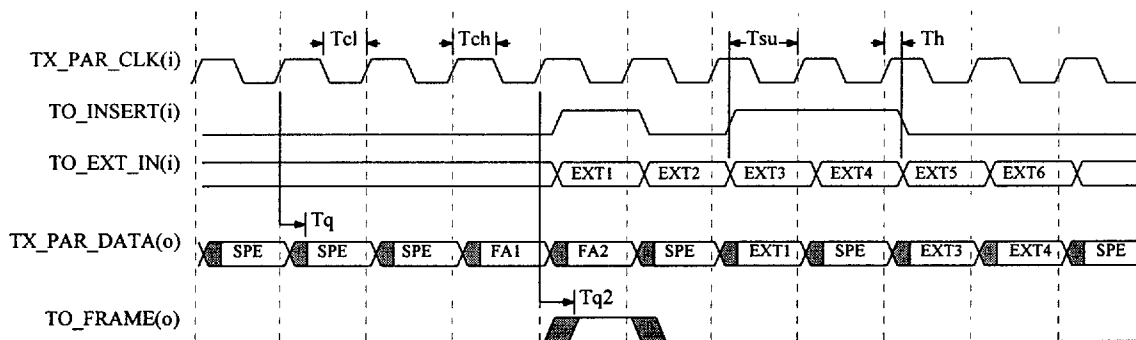 Tcl Tch Tsu Th
TX_PAR_CLK(i)
TO_INSERT(i)
TO_EXT_IN(i) EXT1 EXT2 EXT3 EXT4 EXT5 EXT6
Tq
TX_PAR_DATA(o) SPE SPE SPE FA1 FA2 SPE EXT1 SPE EXT3 EXT4 SPE
Tq2
TO_FRAME(o)